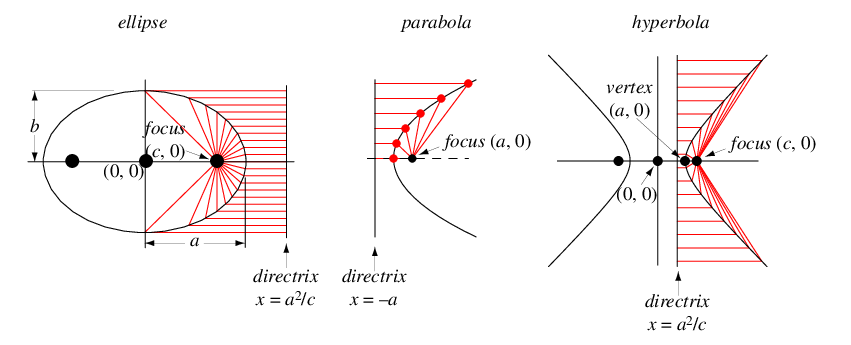 ellipse
b
focus
(c, 0)
(0, 0)
a
directrix
x = a²/c
parabola
focus (a, 0)
directrix
x = –a
hyperbola
vertex
(a, 0)
focus (c, 0)
(0, 0)
directrix
x = a²/c